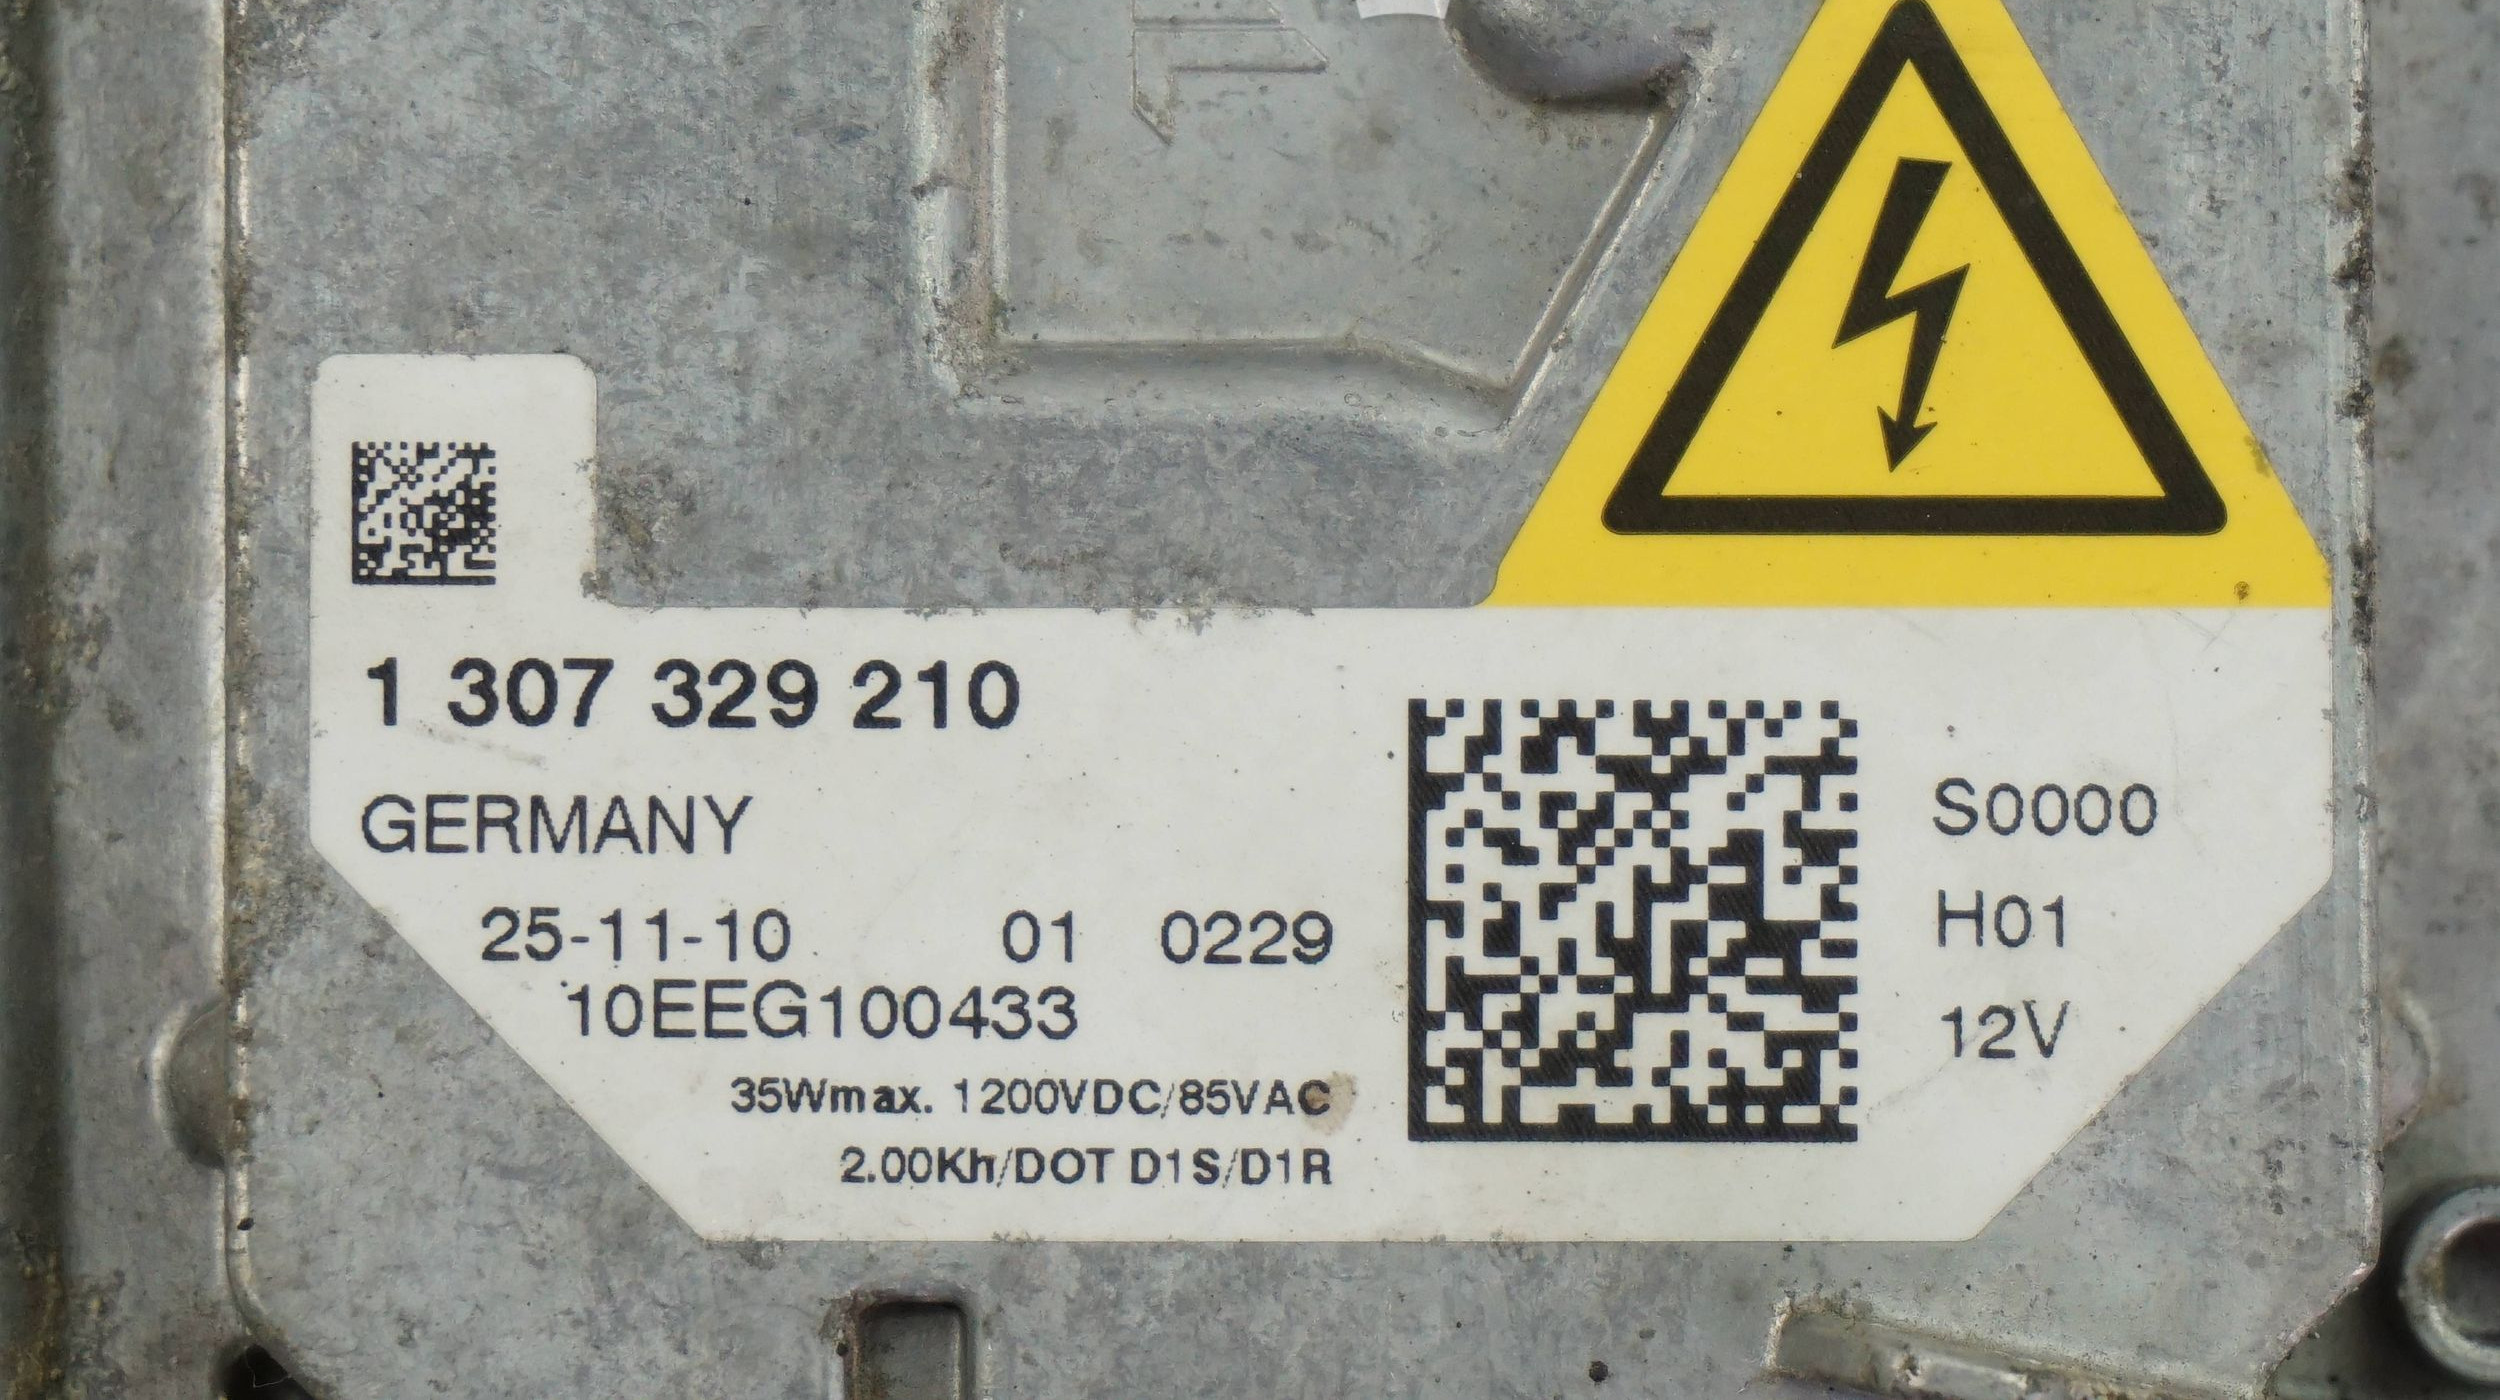 1 307 329 210
GERMANY
25-11-10 01 0229
10EEG100433
35Wmax. 1200VDC/85VAC
2.00Kh/DOT D1S/D1R
S0000
H01
12V